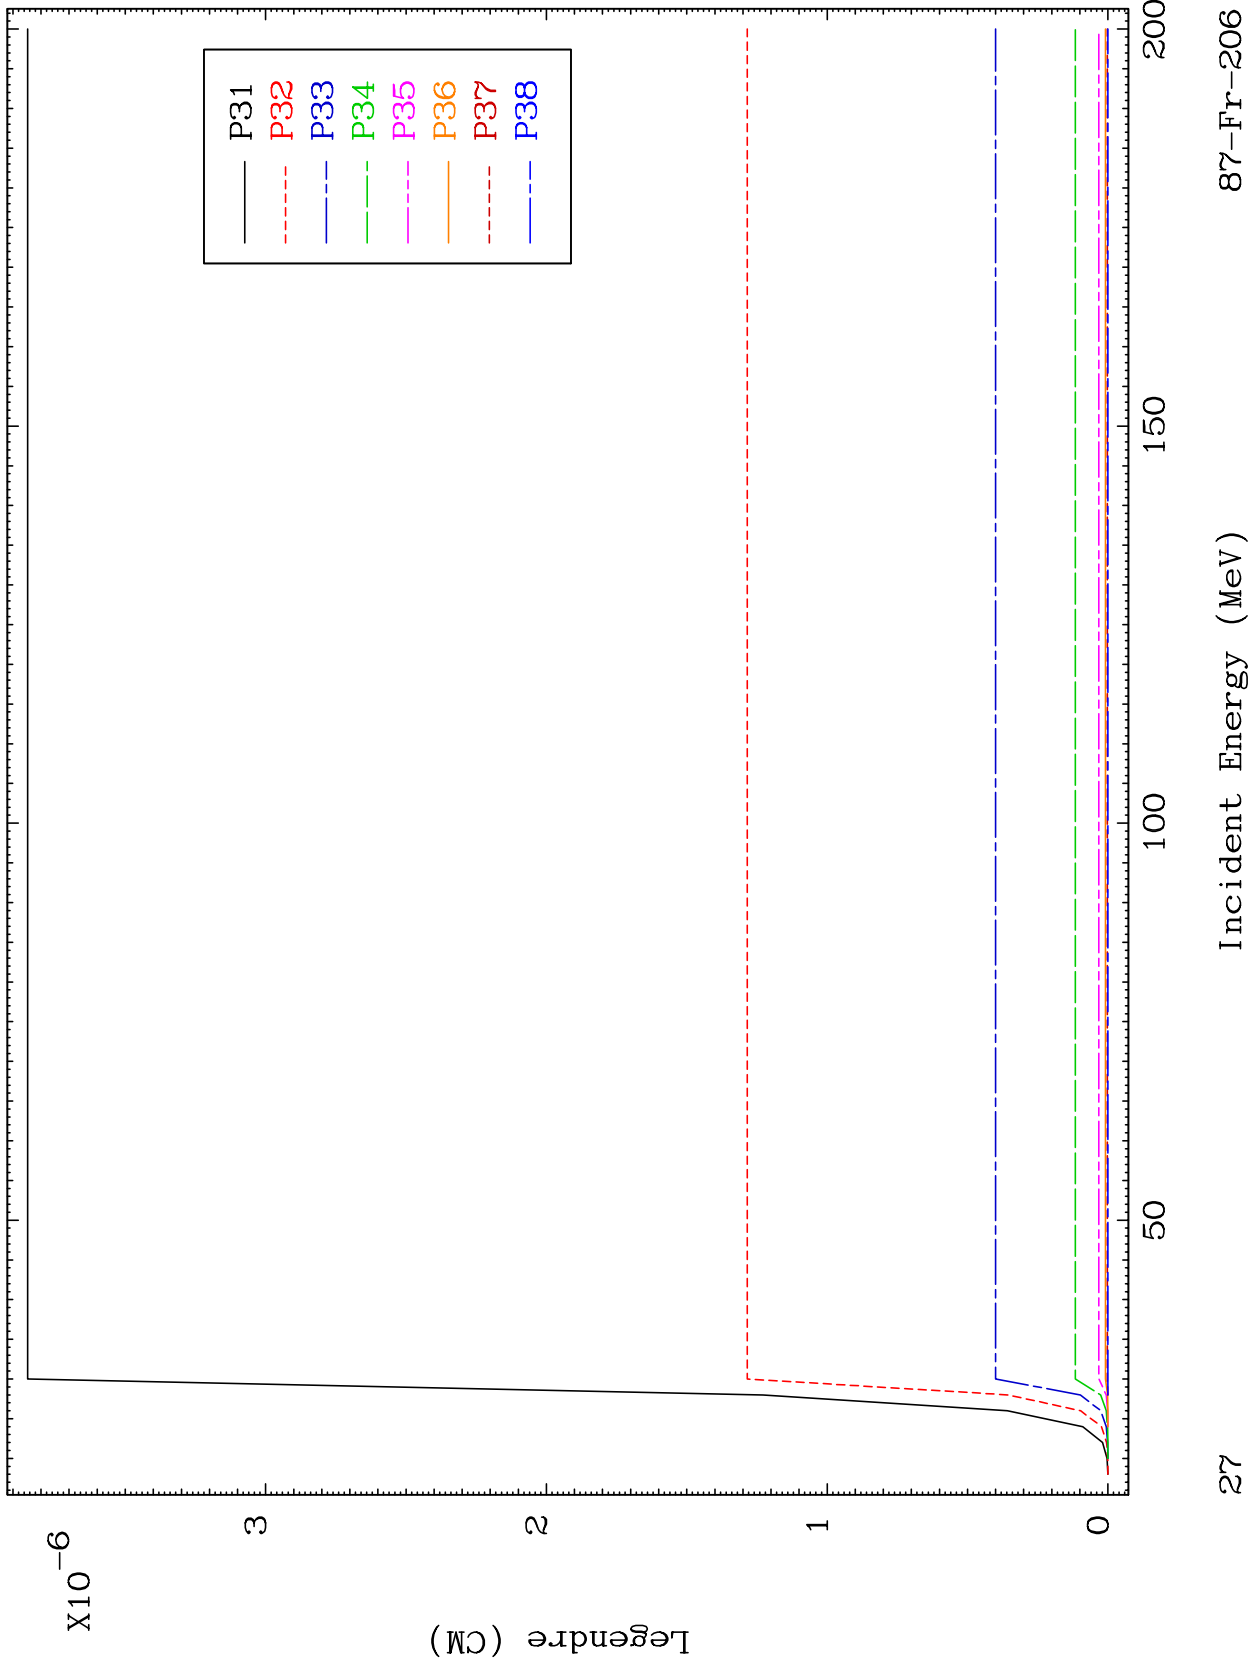 X10-6
Legendre (CM)
3
2
1
0
P31
P32
P33
P34
P35
P36
P37
P38
50
100
150
200
27
Incident Energy (MeV)
87-Fr-206